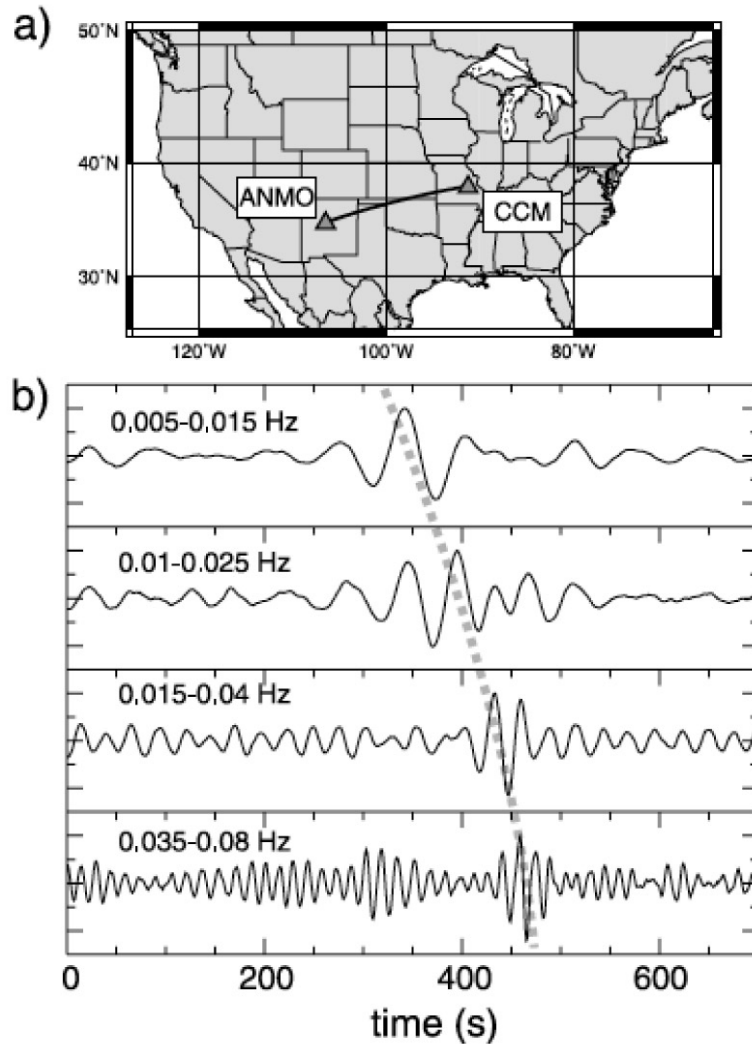 a)
50˚N
40˚N
30˚N
ANMO
CCM
120˚W 100˚W 80˚W
b)
0.005-0.015 Hz
0.01-0.025 Hz
0.015-0.04 Hz
0.035-0.08 Hz
0 200 400 600
time (s)